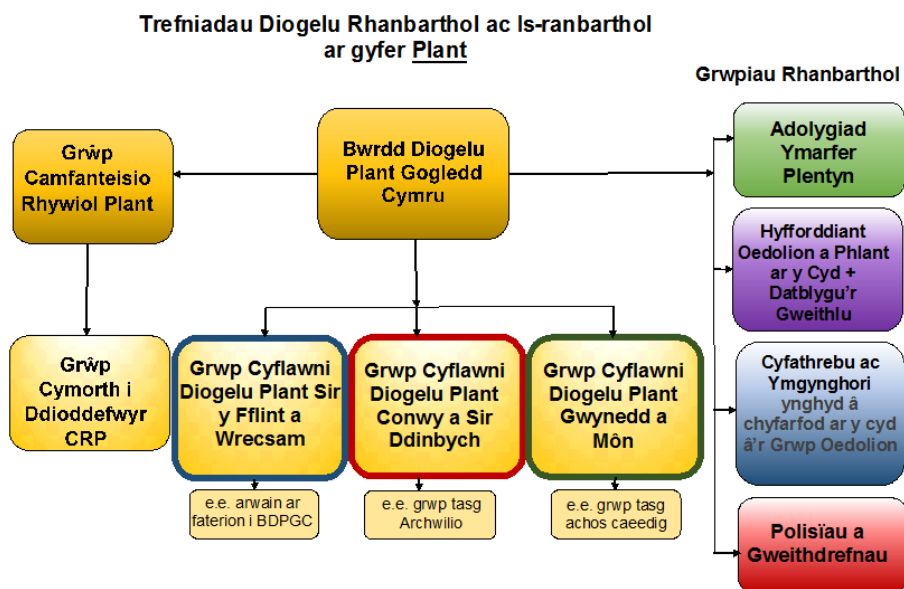 Trefniadau Diogelu Rhanbarthol ac Is-ranbarthol
ar gyfer Plant
Grwpiau Rhanbarthol
Grŵp
Camfanteisio
Rhywiol Plant
Bwrdd Diogelu
Plant Gogledd
Cymru
Adolygiad
Ymarfer
Plentyn
Hyfforddiant
Oedolion a Phlant
ar y Cyd +
Datblygu’r
Gweithlu
Grŵp
Cymorth i
Ddioddefwyr
CRP
Grwp Cyflawni
Diogelu Plant Sir
y Fflint a
Wrecsam
Grwp Cyflawni
Diogelu Plant
Conwy a Sir
Ddinbych
Grwp Cyflawni
Diogelu Plant
Gwynedd a
Môn
Cyfathrebu ac
Ymgynghori
ynghyd â
chyfarfod ar y cyd
â’r Grwp Oedolion
e.e. arwain ar
faterion i BDPGC
e.e. grwp tasg
Archwilio
e.e. grwp tasg
achos caeedig
Polisïau a
Gweithdrefnau